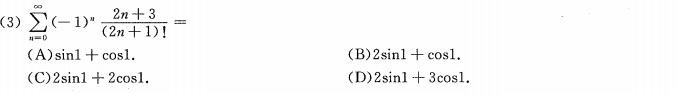 (3) $\sum_{n=0}^{\infty}(-1)^n \frac{2n+3}{(2n+1)!}=$
(A)sin1 + cos1. (B)2sin1 + cos1.
(C)2sin1 + 2cos1. (D)2sin1 + 3cos1.